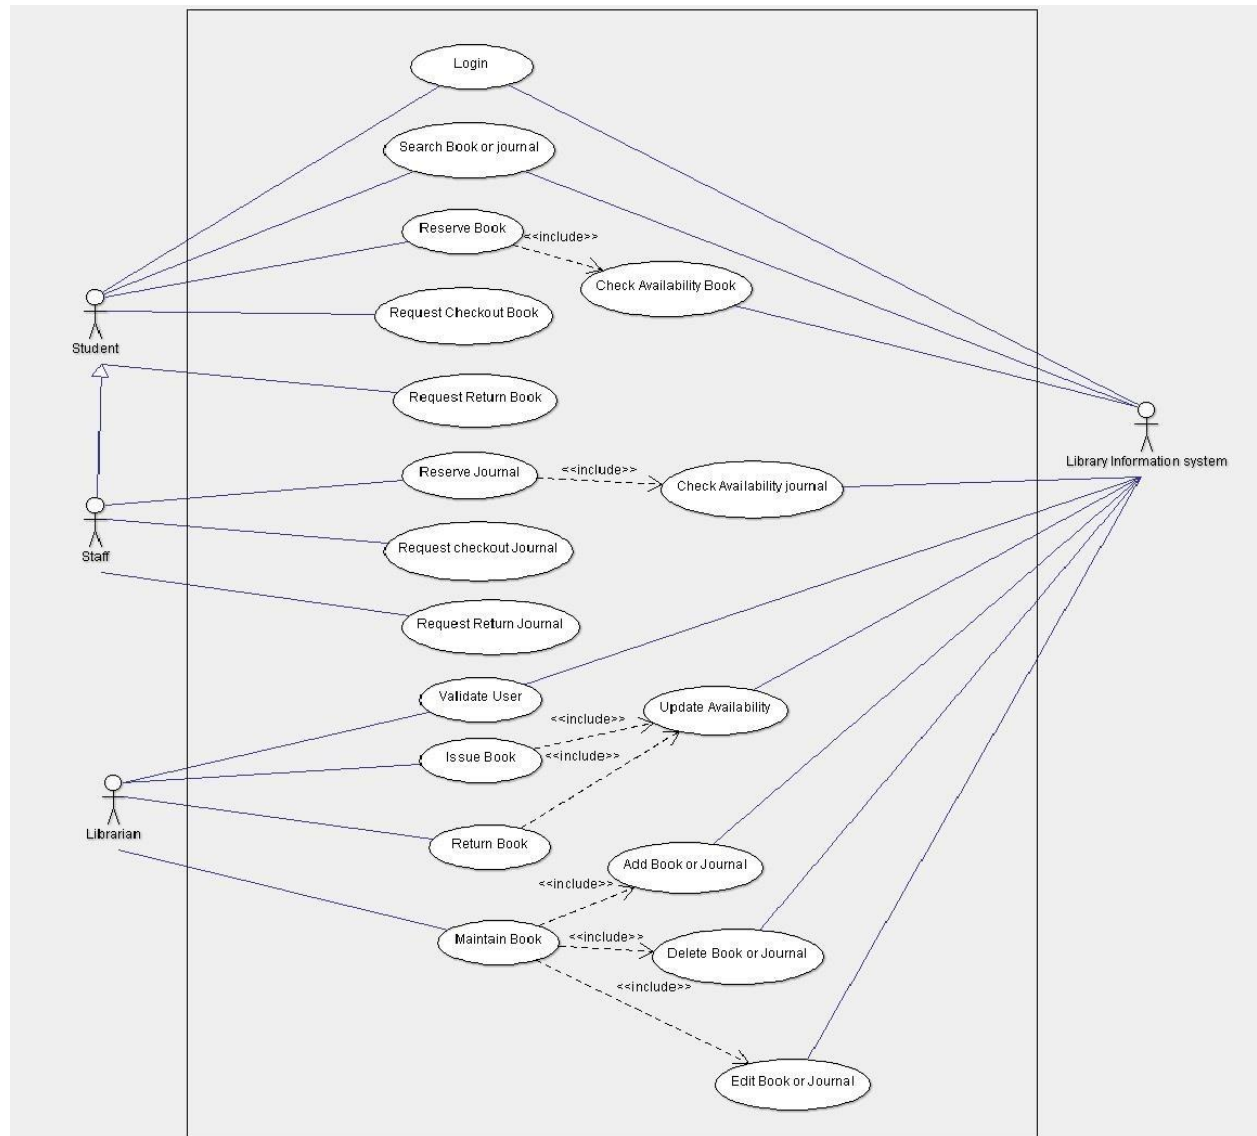 Login
Search Book or journal
Reserve Book
<<include>>
Check Availability Book
Request Checkout Book
Student
Request Return Book
Library Information system
Reserve Journal
<<include>>
Check Availability journal
Request checkout Journal
Staff
Request Return Journal
Validate User
Update Availability
<<include>>
Issue Book
<<include>>
Librarian
Return Book
Add Book or Journal
<<include>>
Maintain Book
<<include>>
Delete Book or Journal
<<include>>
Edit Book or Journal